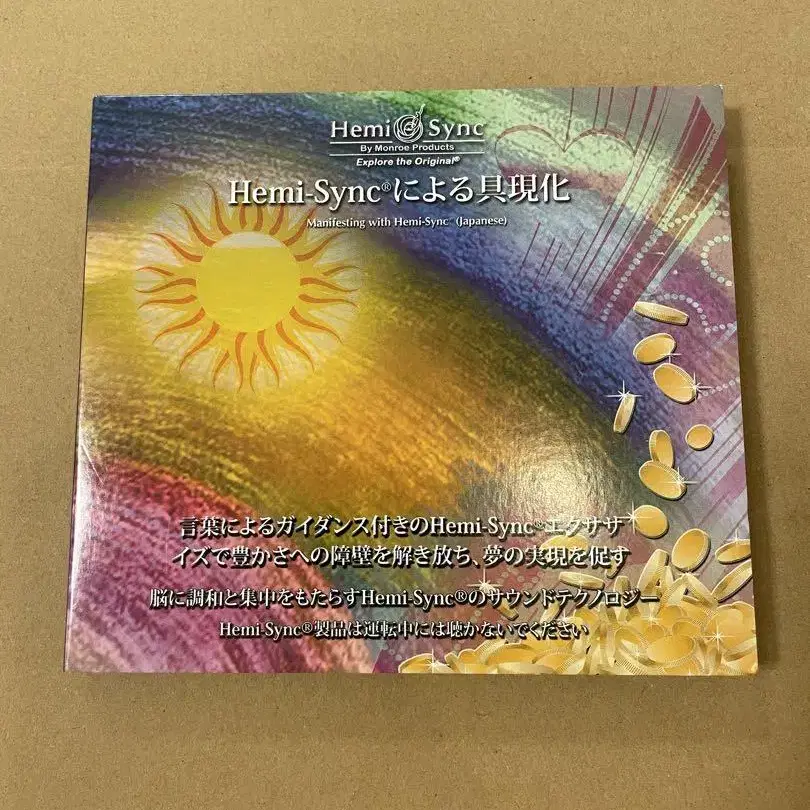 Hemi Sync
By Monroe Products
Explore the Original®
Hemi-Sync®による具現化
Manifesting with Hemi-Sync® (Japanese)
言葉によるガイダンス付きのHemi-Sync®エクササ
イズで豊かさへの障壁を解き放ち、夢の実現を促す
脳に調和と集中をもたらすHemi-Sync®のサウンドテクノロジー
Hemi-Sync®製品は運転中には聴かないでください